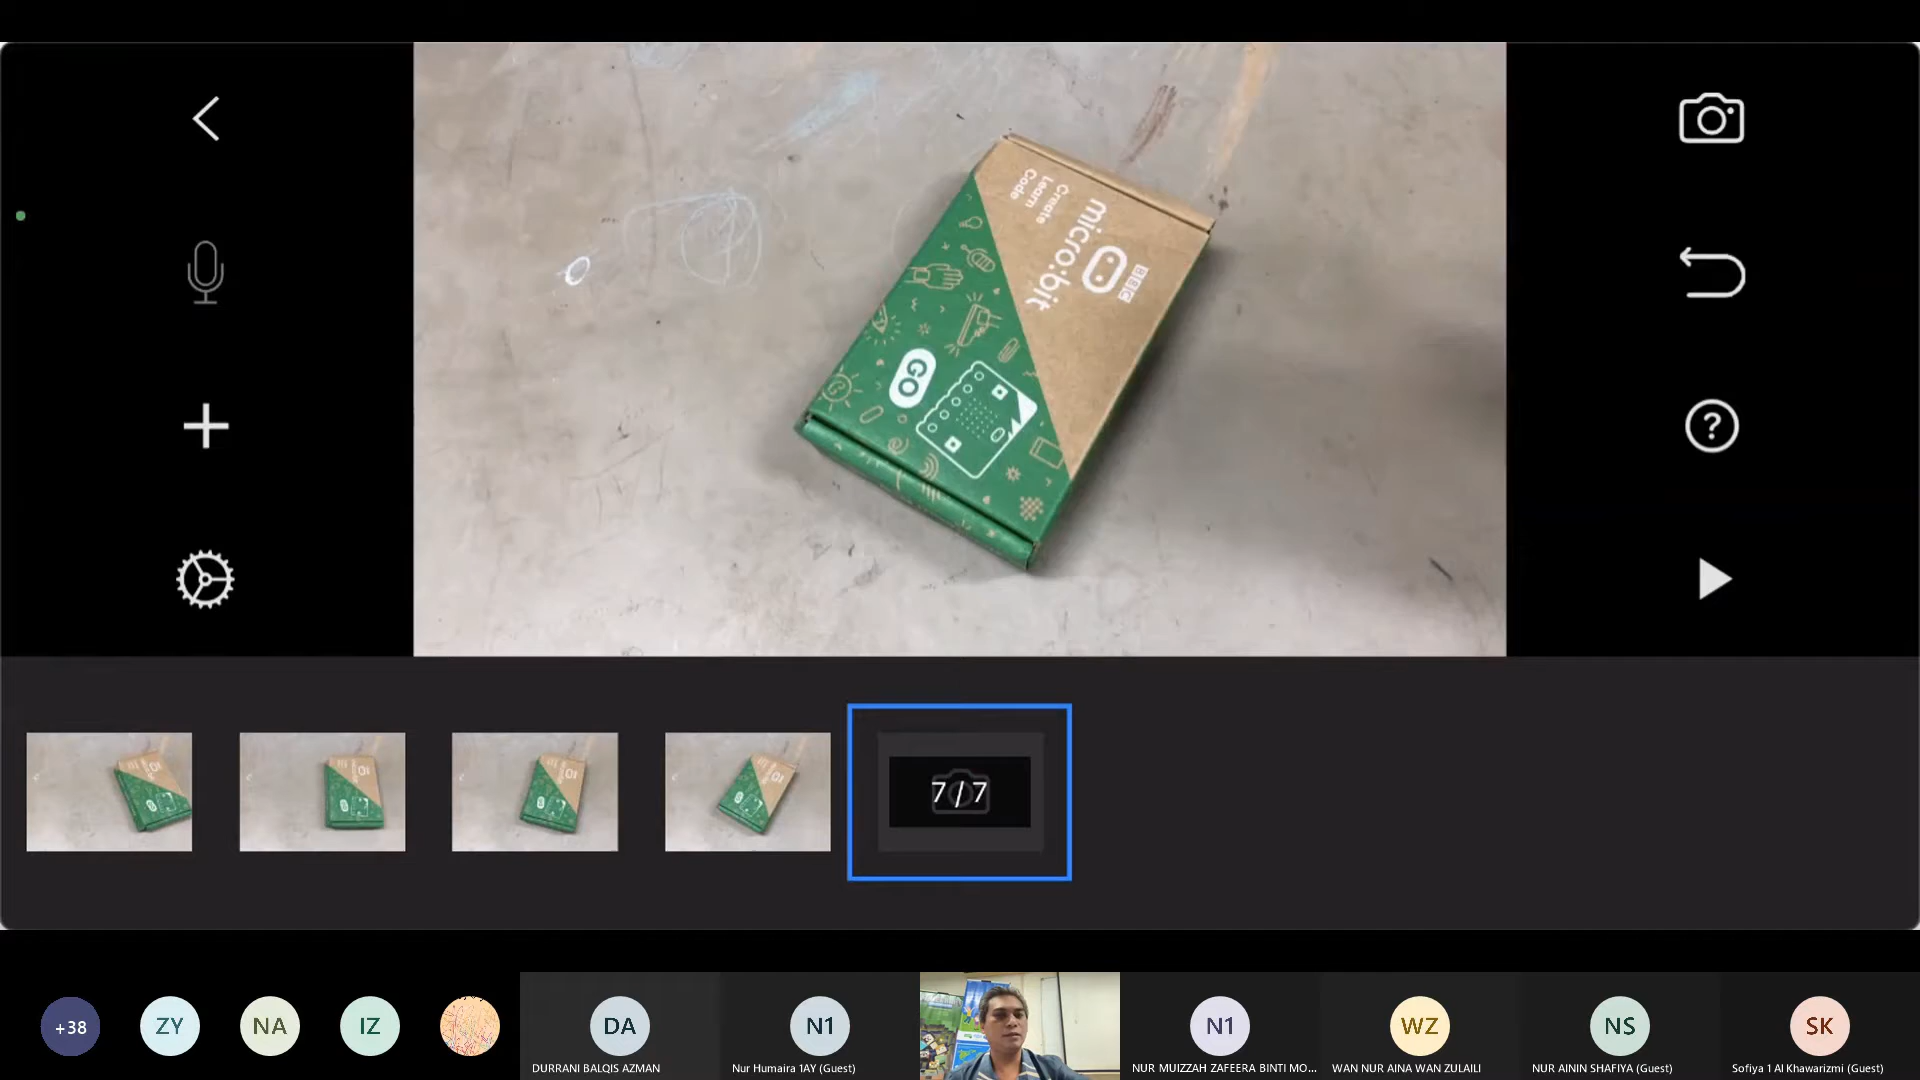 Create
Learn
Code
micro:bit
BBC
GO
?
7 / 7
+38
ZY
NA
IZ
DA
N1
N1
WZ
NS
SK
DURRANI BALQIS AZMAN
Nur Humaira 1AY (Guest)
NUR MUIZZAH ZAFEERA BINTI MO...
WAN NUR AINA WAN ZULAILI
NUR AININ SHAFIYA (Guest)
Sofiya 1 Al Khawarizmi (Guest)